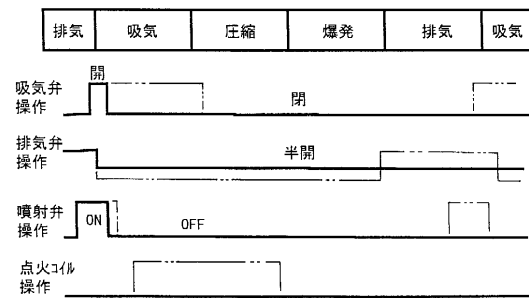 排気 吸気 圧縮 爆発 排気 吸気
開
吸気弁
操作
閉
排気弁
操作
半開
噴射弁
操作
ON OFF
点火コイル
操作